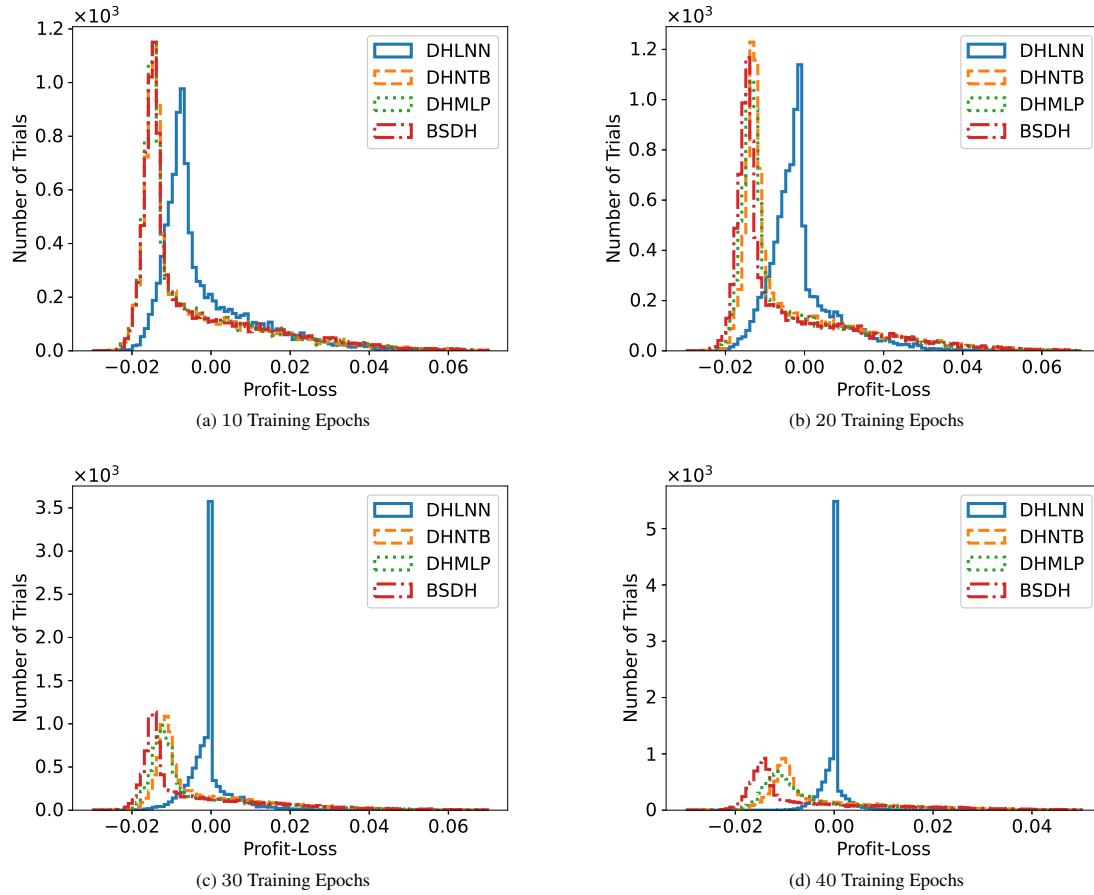 ×10³
1.2
1.0
0.8
0.6
0.4
0.2
0.0
Number of Trials
DHLNN
DHNTB
DHMLP
BSDH
−0.02 0.00 0.02 0.04 0.06
Profit-Loss
(a) 10 Training Epochs
×10³
1.2
1.0
0.8
0.6
0.4
0.2
0.0
Number of Trials
DHLNN
DHNTB
DHMLP
BSDH
−0.02 0.00 0.02 0.04 0.06
Profit-Loss
(b) 20 Training Epochs
×10³
3.5
3.0
2.5
2.0
1.5
1.0
0.5
0.0
Number of Trials
DHLNN
DHNTB
DHMLP
BSDH
−0.02 0.00 0.02 0.04 0.06
Profit-Loss
(c) 30 Training Epochs
×10³
5
4
3
2
1
0
Number of Trials
DHLNN
DHNTB
DHMLP
BSDH
−0.02 0.00 0.02 0.04
Profit-Loss
(d) 40 Training Epochs